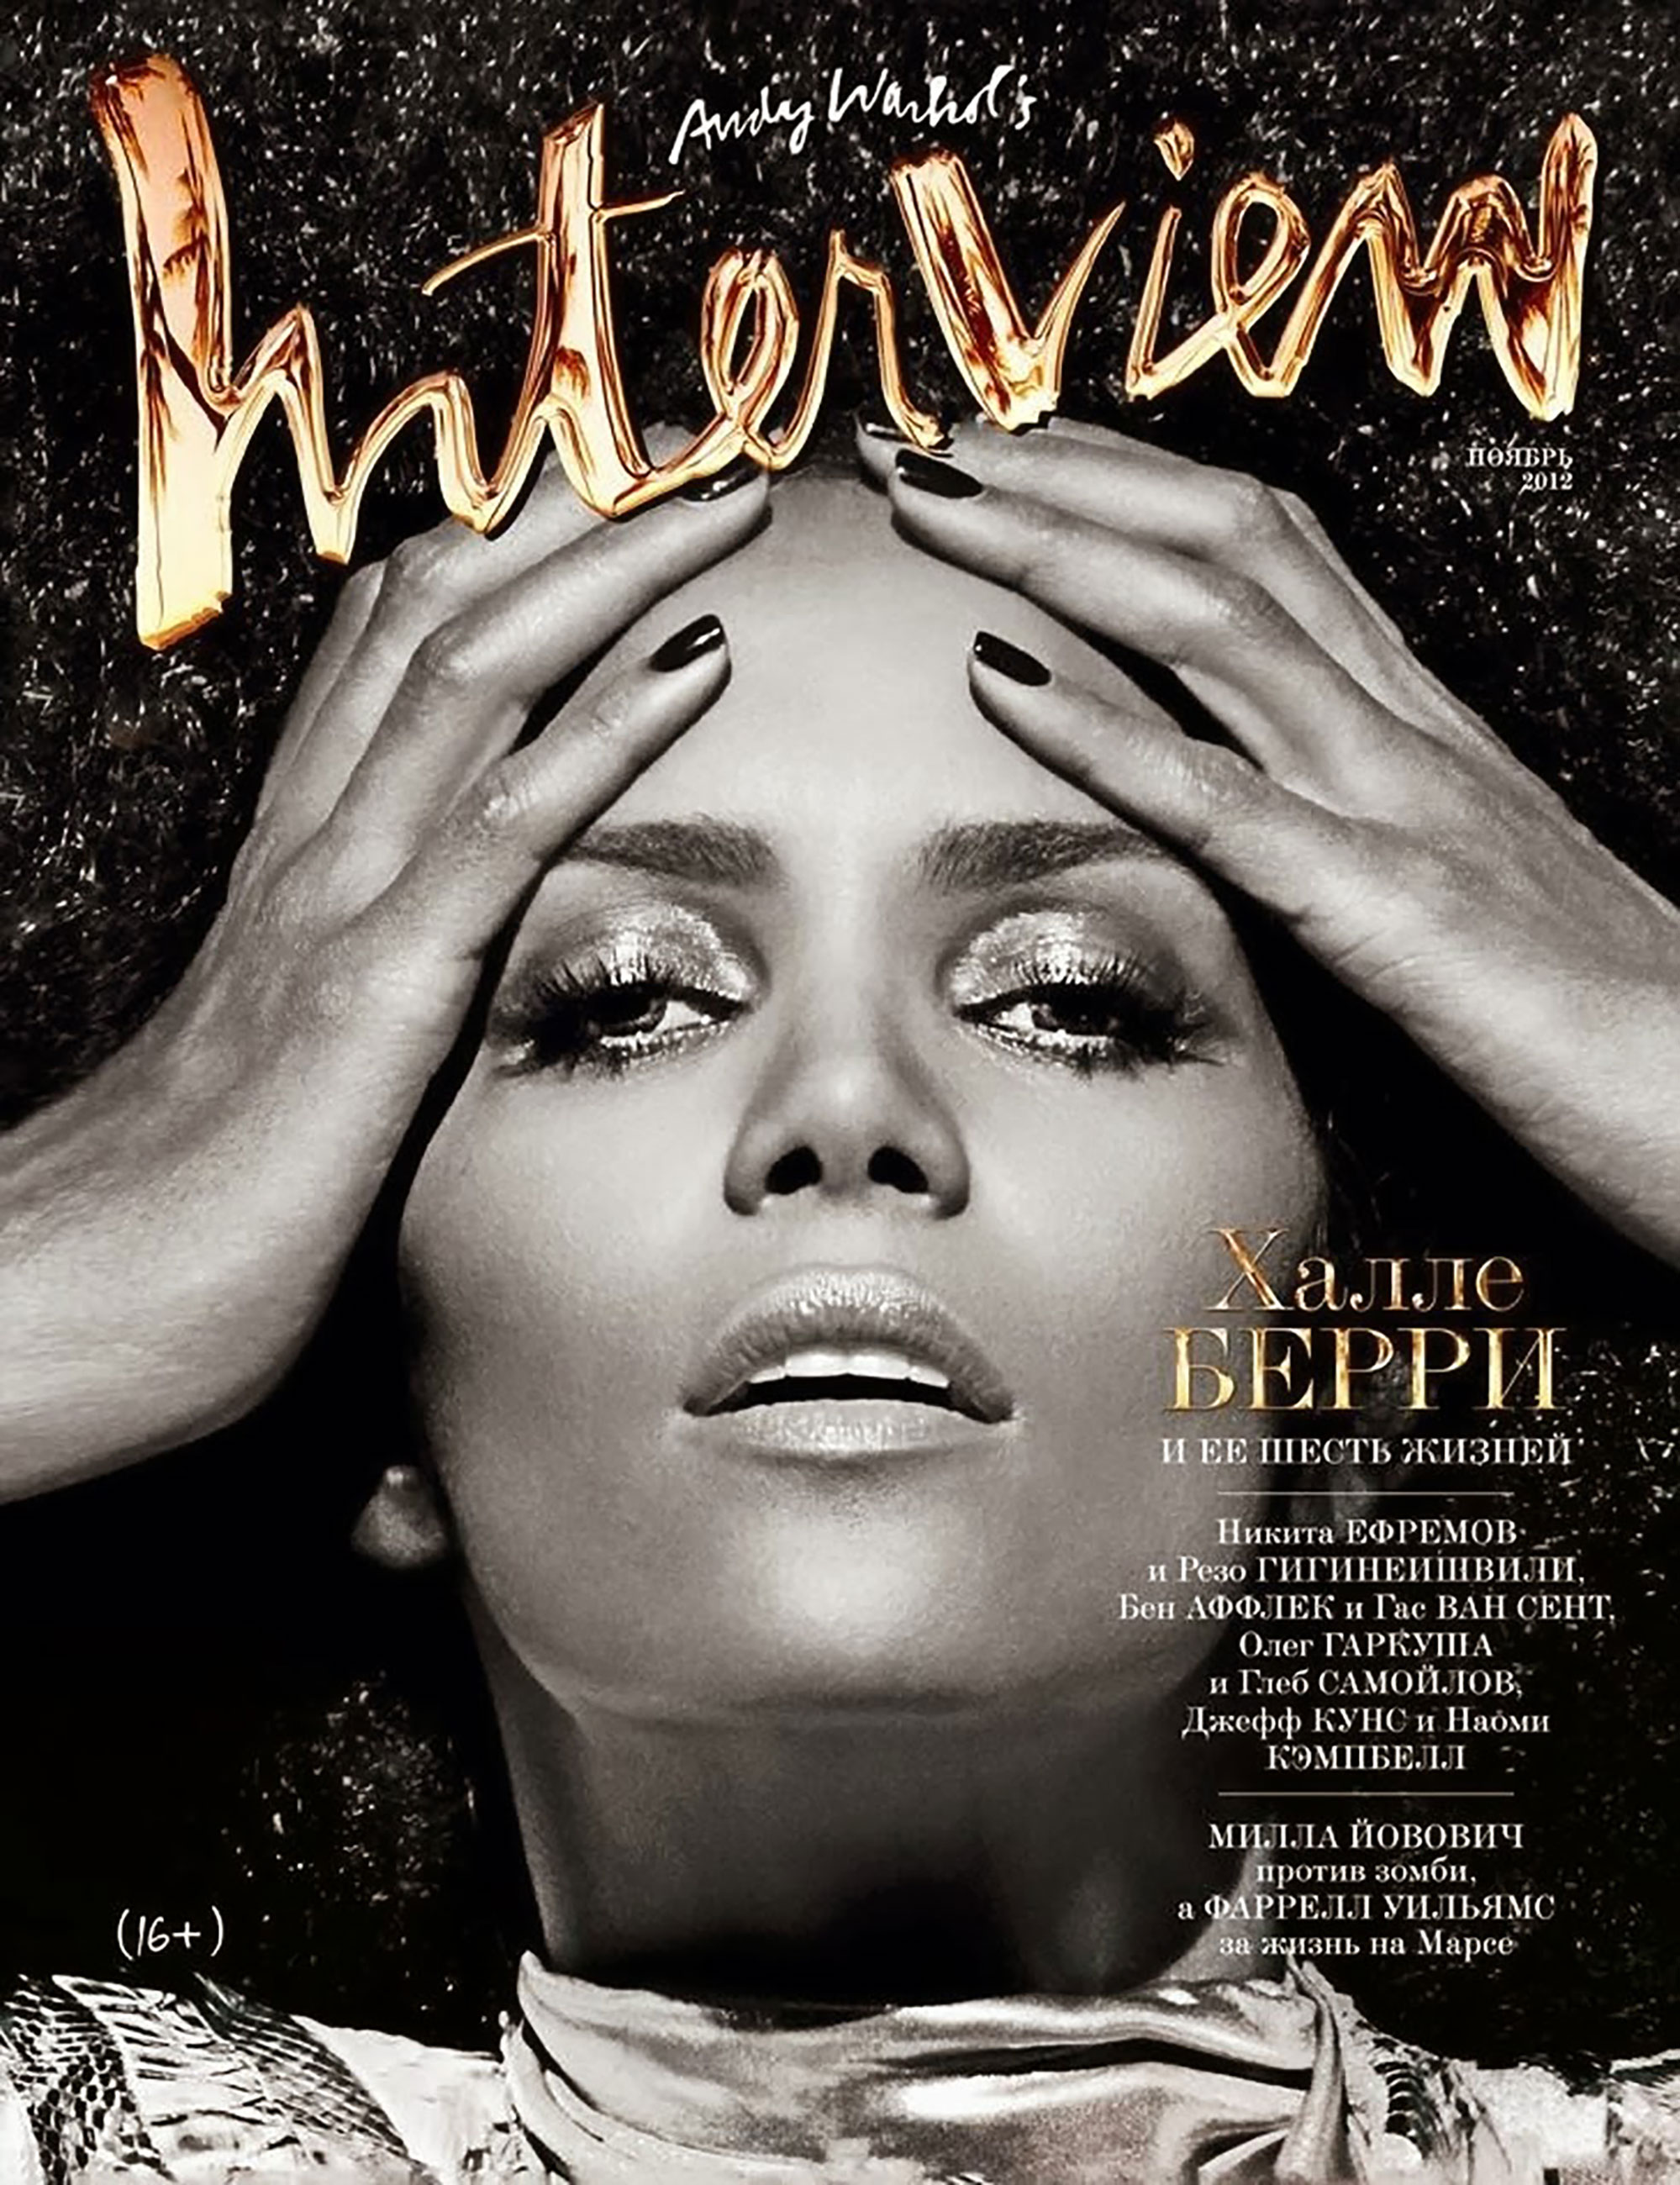 Andy Warhol's
Interview
НОЯБРЬ
2012
Халле
БЕРРИ
И ЕЕ ШЕСТЬ ЖИЗНЕЙ
Никита ЕФРЕМОВ
и Резо ГИГИНЕИШВИЛИ,
Бен АФФЛЕК и Гас ВАН СЕНТ,
Олег ГАРКУША
и Глеб САМОЙЛОВ,
Джефф КУНС и Наоми
КЭМПБЕЛЛ
МИЛЛА ЙОВОВИЧ
против зомби,
а ФАРРЕЛЛ УИЛЬЯМС
за жизнь на Марсе
(16+)